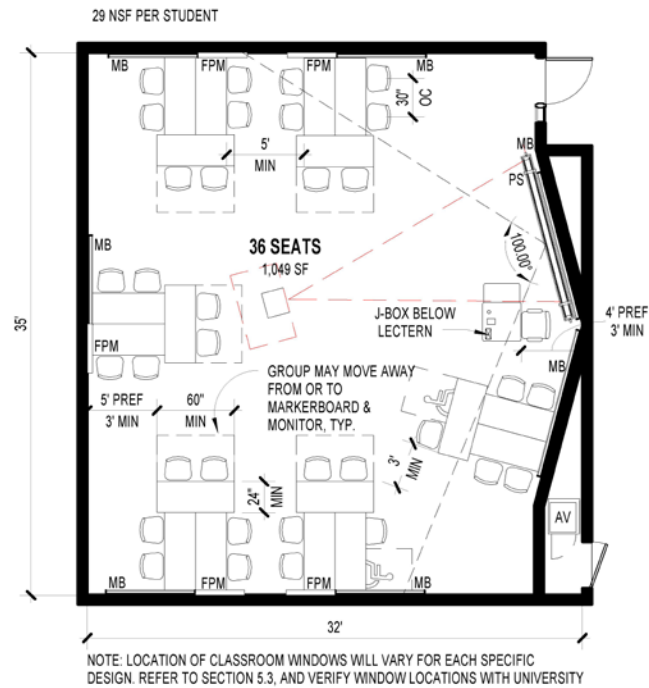 29 NSF PER STUDENT
MB
FPM
FPM
MB
30"
OC
5'
MIN
MB
PS
100.00°
36 SEATS
1,049 SF
MB
35'
J-BOX BELOW
LECTERN
4' PREF
3' MIN
FPM
MB
GROUP MAY MOVE AWAY
FROM OR TO
MARKERBOARD &
MONITOR, TYP.
5' PREF
3' MIN
60"
MIN
3'
MIN
24"
MIN
AV
MB
FPM
FPM
MB
32'
NOTE: LOCATION OF CLASSROOM WINDOWS WILL VARY FOR EACH SPECIFIC
DESIGN. REFER TO SECTION 5.3, AND VERIFY WINDOW LOCATIONS WITH UNIVERSITY